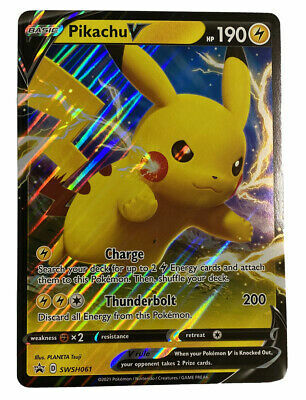 BASIC Pikachu V HP 190
Charge
Search your deck for up to 2 Energy cards and attach
them to this Pokémon. Then, shuffle your deck.
Thunderbolt 200
Discard all Energy from this Pokémon.
weakness ×2 resistance retreat
V rule
When your Pokémon V is Knocked Out,
your opponent takes 2 Prize cards.
Illus. PLANETA Tsuji
D SWSH061
©2021 Pokémon / Nintendo / Creatures / GAME FREAK